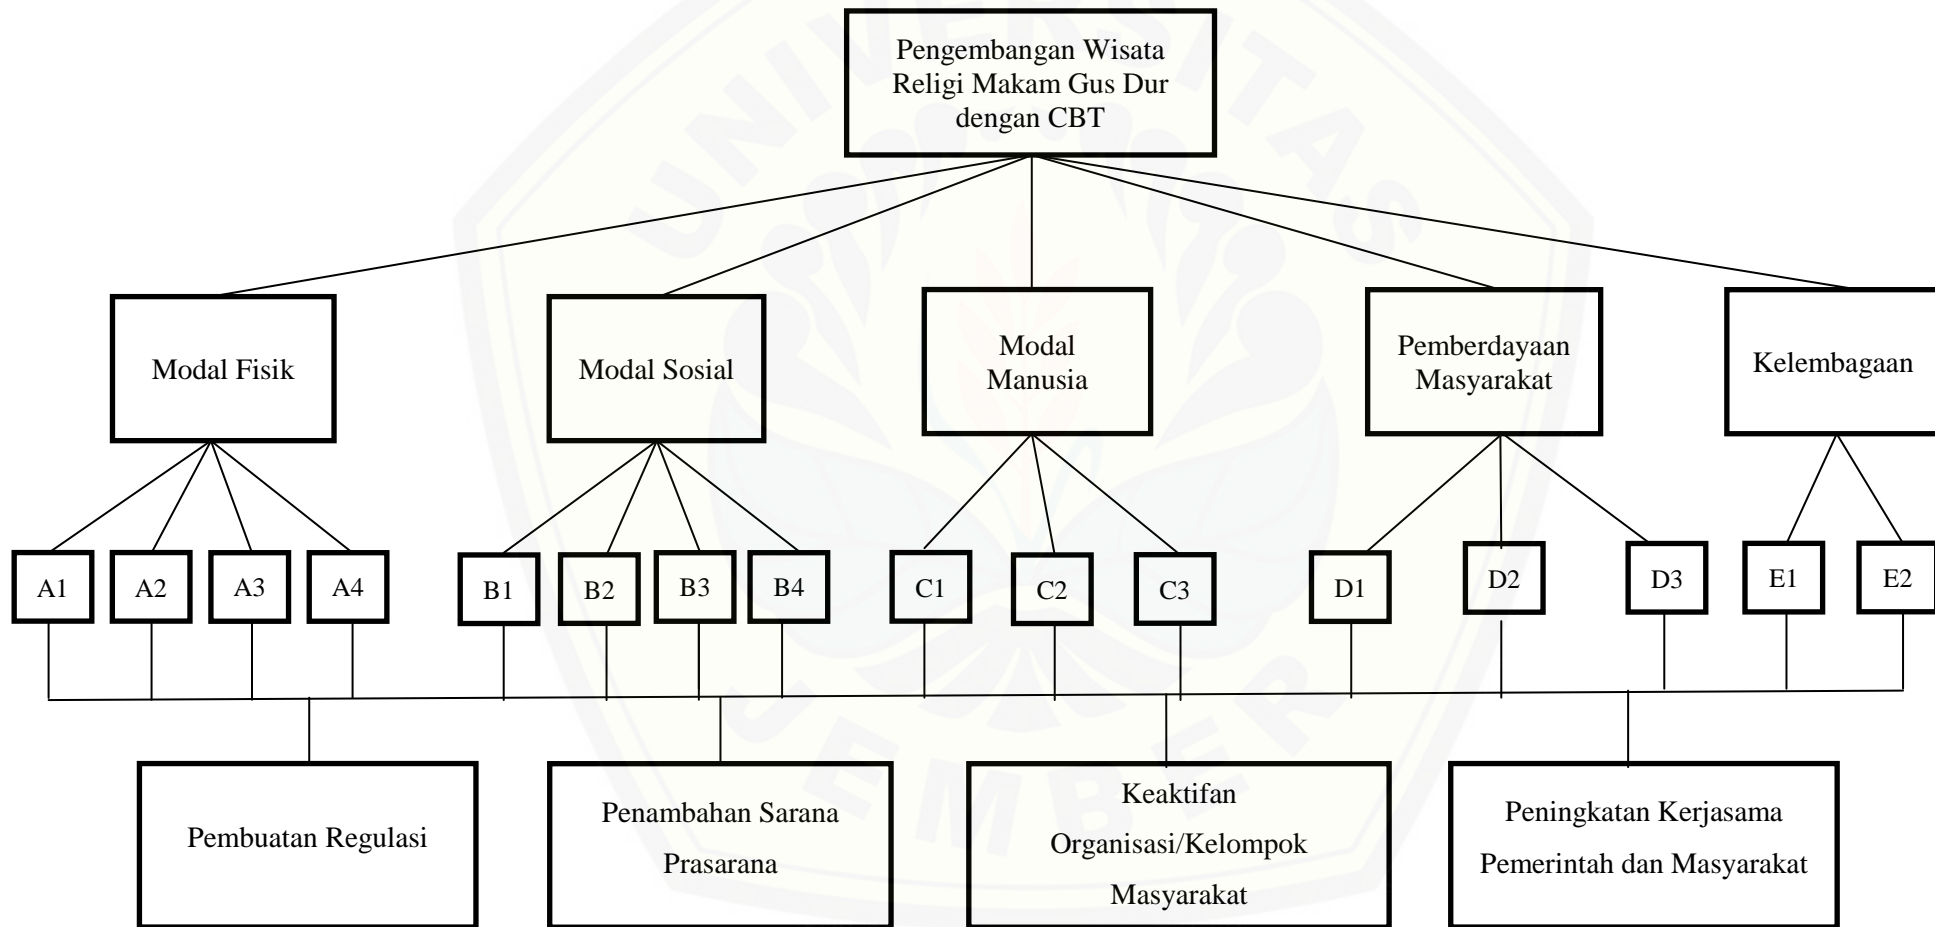 UNIVERSITAS
Pengembangan Wisata
Religi Makam Gus Dur
dengan CBT
Modal Fisik
Modal Sosial
Modal
Manusia
Pemberdayaan
Masyarakat
Kelembagaan
A1 A2 A3 A4 B1 B2 B3 B4 C1 C2 C3 D1 D2 D3 E1 E2
JEMBER
Pembuatan Regulasi
Penambahan Sarana
Prasarana
Keaktifan
Organisasi/Kelompok
Masyarakat
Peningkatan Kerjasama
Pemerintah dan Masyarakat